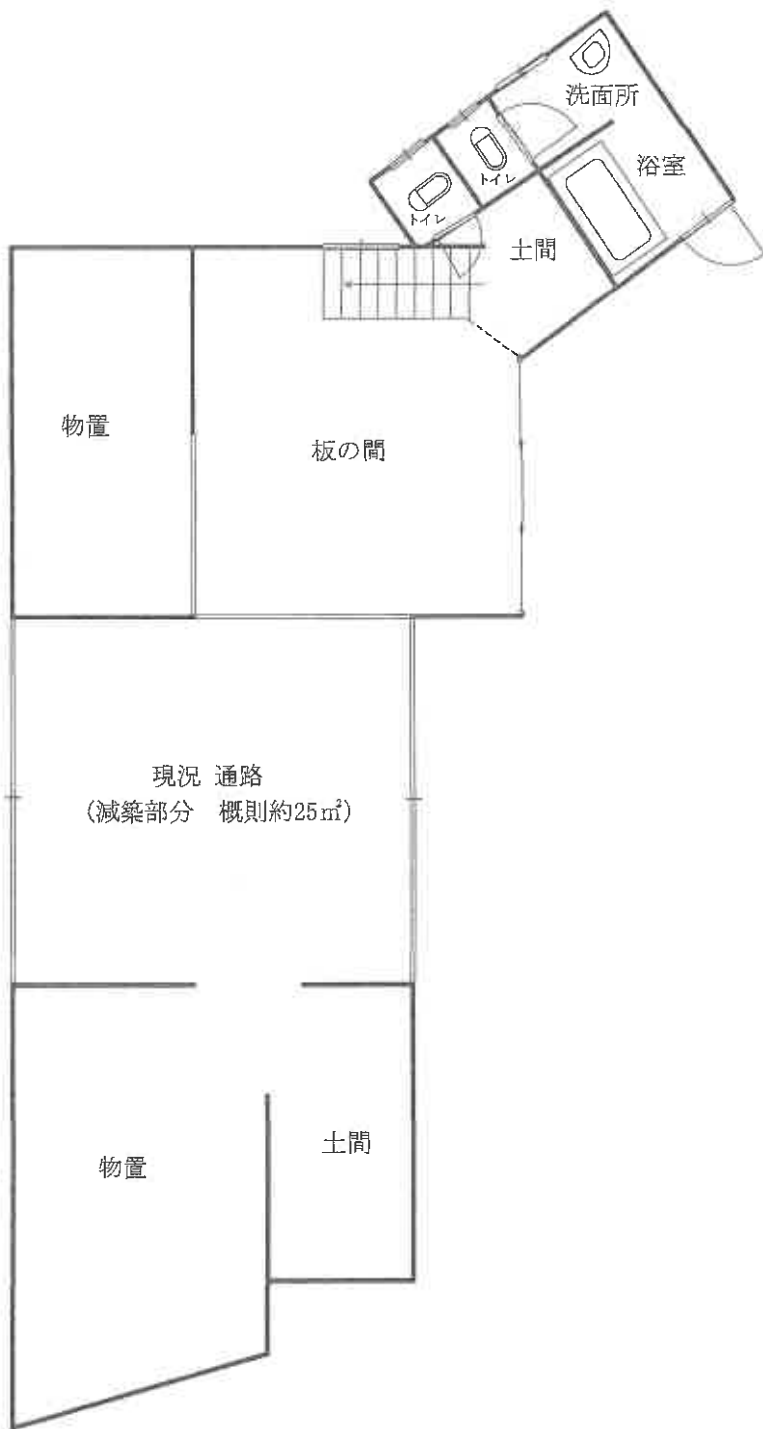 洗面所
浴室
トイレ
トイレ
土間
物置
板の間
現況 通路
(減築部分　概則約25㎡)
物置
土間